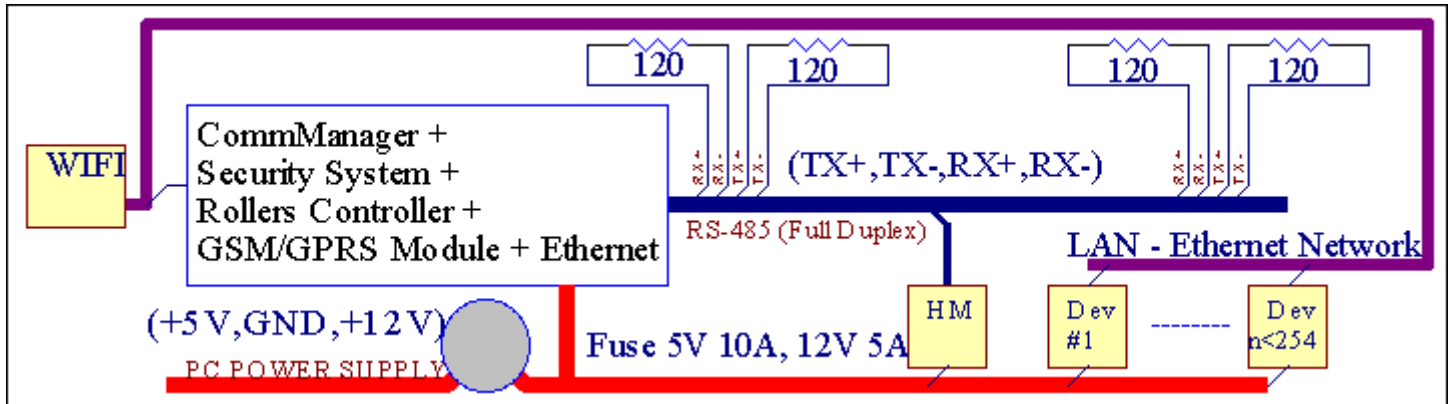 120
120
120
120
WIFI
CommManager +
Security System +
Rollers Controller +
GSM/GPRS Module + Ethernet
RX+
RX-
TX+
TX-
(TX+,TX-,RX+,RX-)
RX+
RX-
TX+
TX-
RS-485 (Full Duplex)
LAN - Ethernet Network
(+5V,GND,+12V)
PC POWER SUPPLY
Fuse 5V 10A, 12V 5A
HM
Dev
#1
Dev
n<254